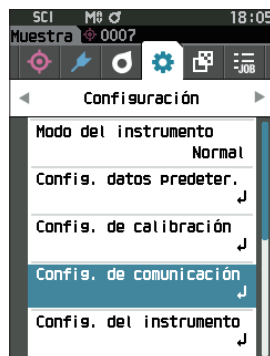 SCI M⁝ 18:05
Muestra 0007
JOB
Configuración
Modo del instrumento
Normal
Config. datos predeter.
Config. de calibración
Config. de comunicación
Config. del instrumento